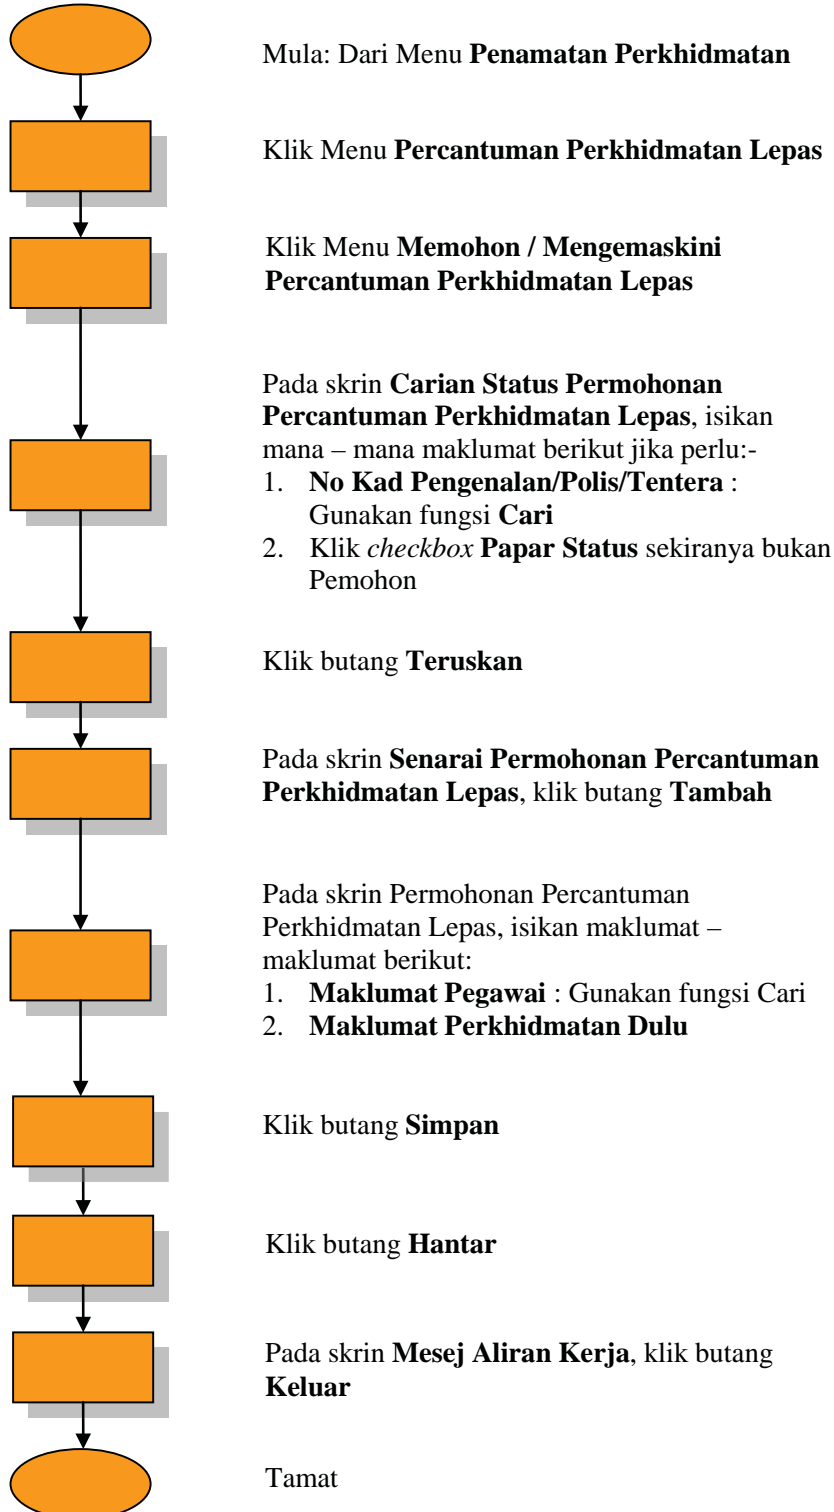 Mula: Dari Menu Penamatan Perkhidmatan
Klik Menu Percantuman Perkhidmatan Lepas
Klik Menu Memohon / Mengemaskini
Percantuman Perkhidmatan Lepas
Pada skrin Carian Status Permohonan
Percantuman Perkhidmatan Lepas, isikan
mana – mana maklumat berikut jika perlu:-
1. No Kad Pengenalan/Polis/Tentera :
Gunakan fungsi Cari
2. Klik checkbox Papar Status sekiranya bukan
Pemohon
Klik butang Teruskan
Pada skrin Senarai Permohonan Percantuman
Perkhidmatan Lepas, klik butang Tambah
Pada skrin Permohonan Percantuman
Perkhidmatan Lepas, isikan maklumat –
maklumat berikut:
1. Maklumat Pegawai : Gunakan fungsi Cari
2. Maklumat Perkhidmatan Dulu
Klik butang Simpan
Klik butang Hantar
Pada skrin Mesej Aliran Kerja, klik butang
Keluar
Tamat